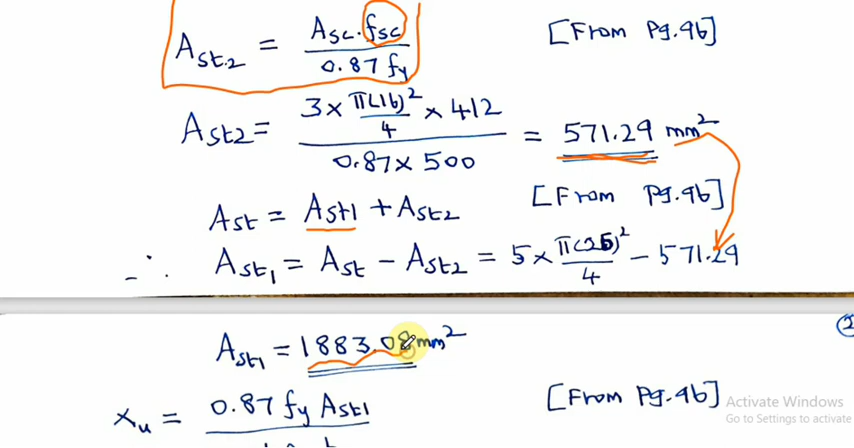 Ast2 = Asc.fsc / 0.87 fy [From Pg.96]
Ast2 = 3 × π(16)²/4 × 412 / 0.87 × 500 = 571.29 mm²
Ast = Ast1 + Ast2 [From Pg.96]
∴ Ast1 = Ast - Ast2 = 5 × π(25)²/4 - 571.29
2
Ast1 = 1883.08 mm²
xu = 0.87 fy Ast1 [From Pg.96]
Activate Windows
Go to Settings to activate